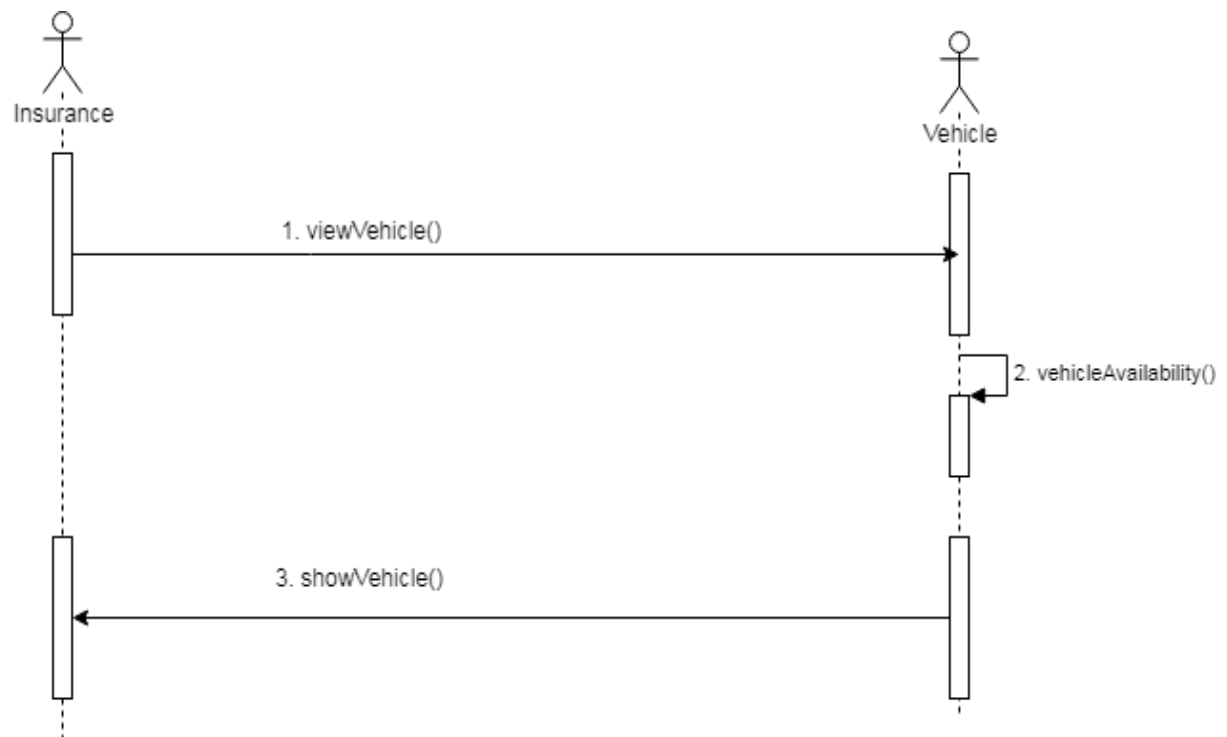 Insurance
Vehicle
1. viewVehicle()
2. vehicleAvailability()
3. showVehicle()